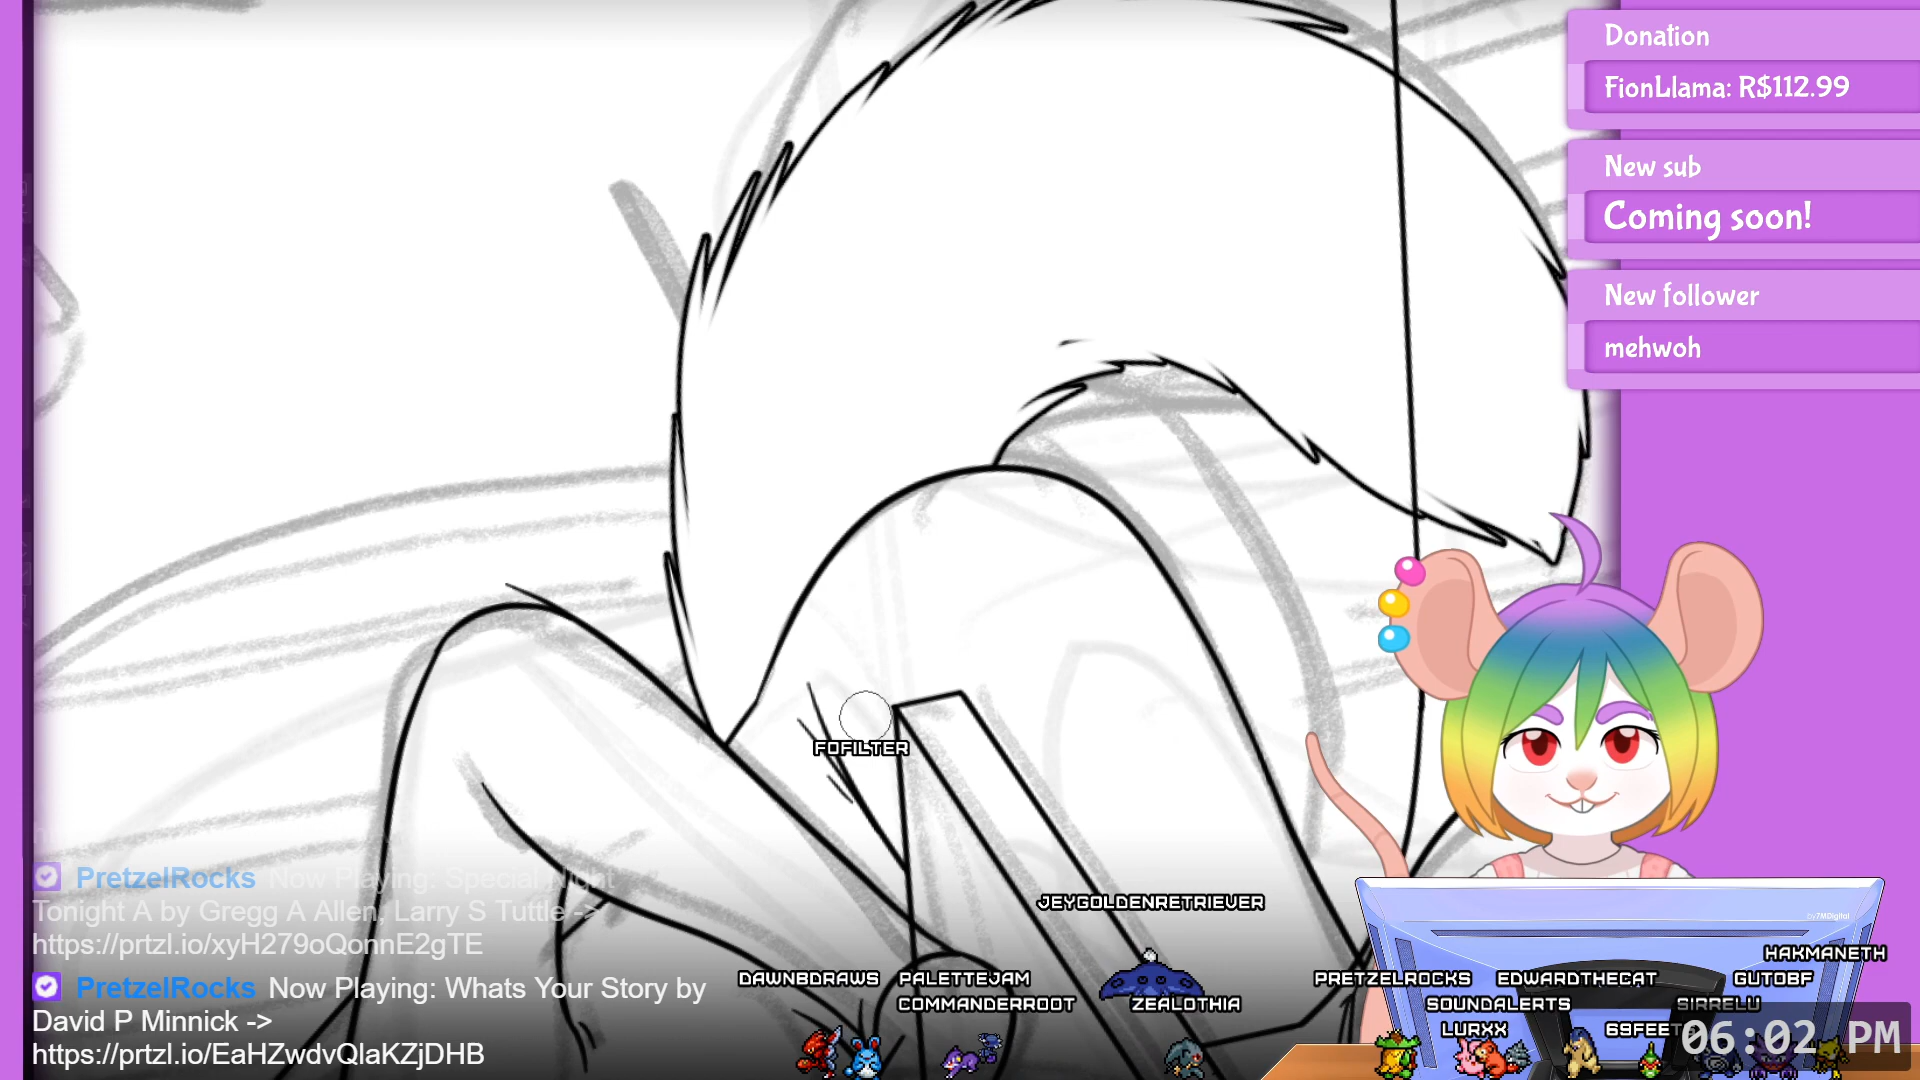 Donation
FionLlama: R$112.99
New sub
Coming soon!
New follower
mehwoh
FOFILTER
PretzelRocks Now Playing: Special Night
Tonight A by Gregg A Allen, Larry S Tuttle ->
https://prtzl.io/xyH279oQonnE2gTE
PretzelRocks Now Playing: Whats Your Story by
David P Minnick ->
https://prtzl.io/EaHZwdvQlaKZjDHB
JEYGOLDENRETRIEVER
DAWNBDRAWS PALETTEJAM
COMMANDERROOT ZEALOTHIA
by7MDigital
HAKMANETH
PRETZELROCKS EDWARDTHECAT GUTOBF
SOUNDALERTS SIRRELU
LURXX 69FEET
06:02 PM